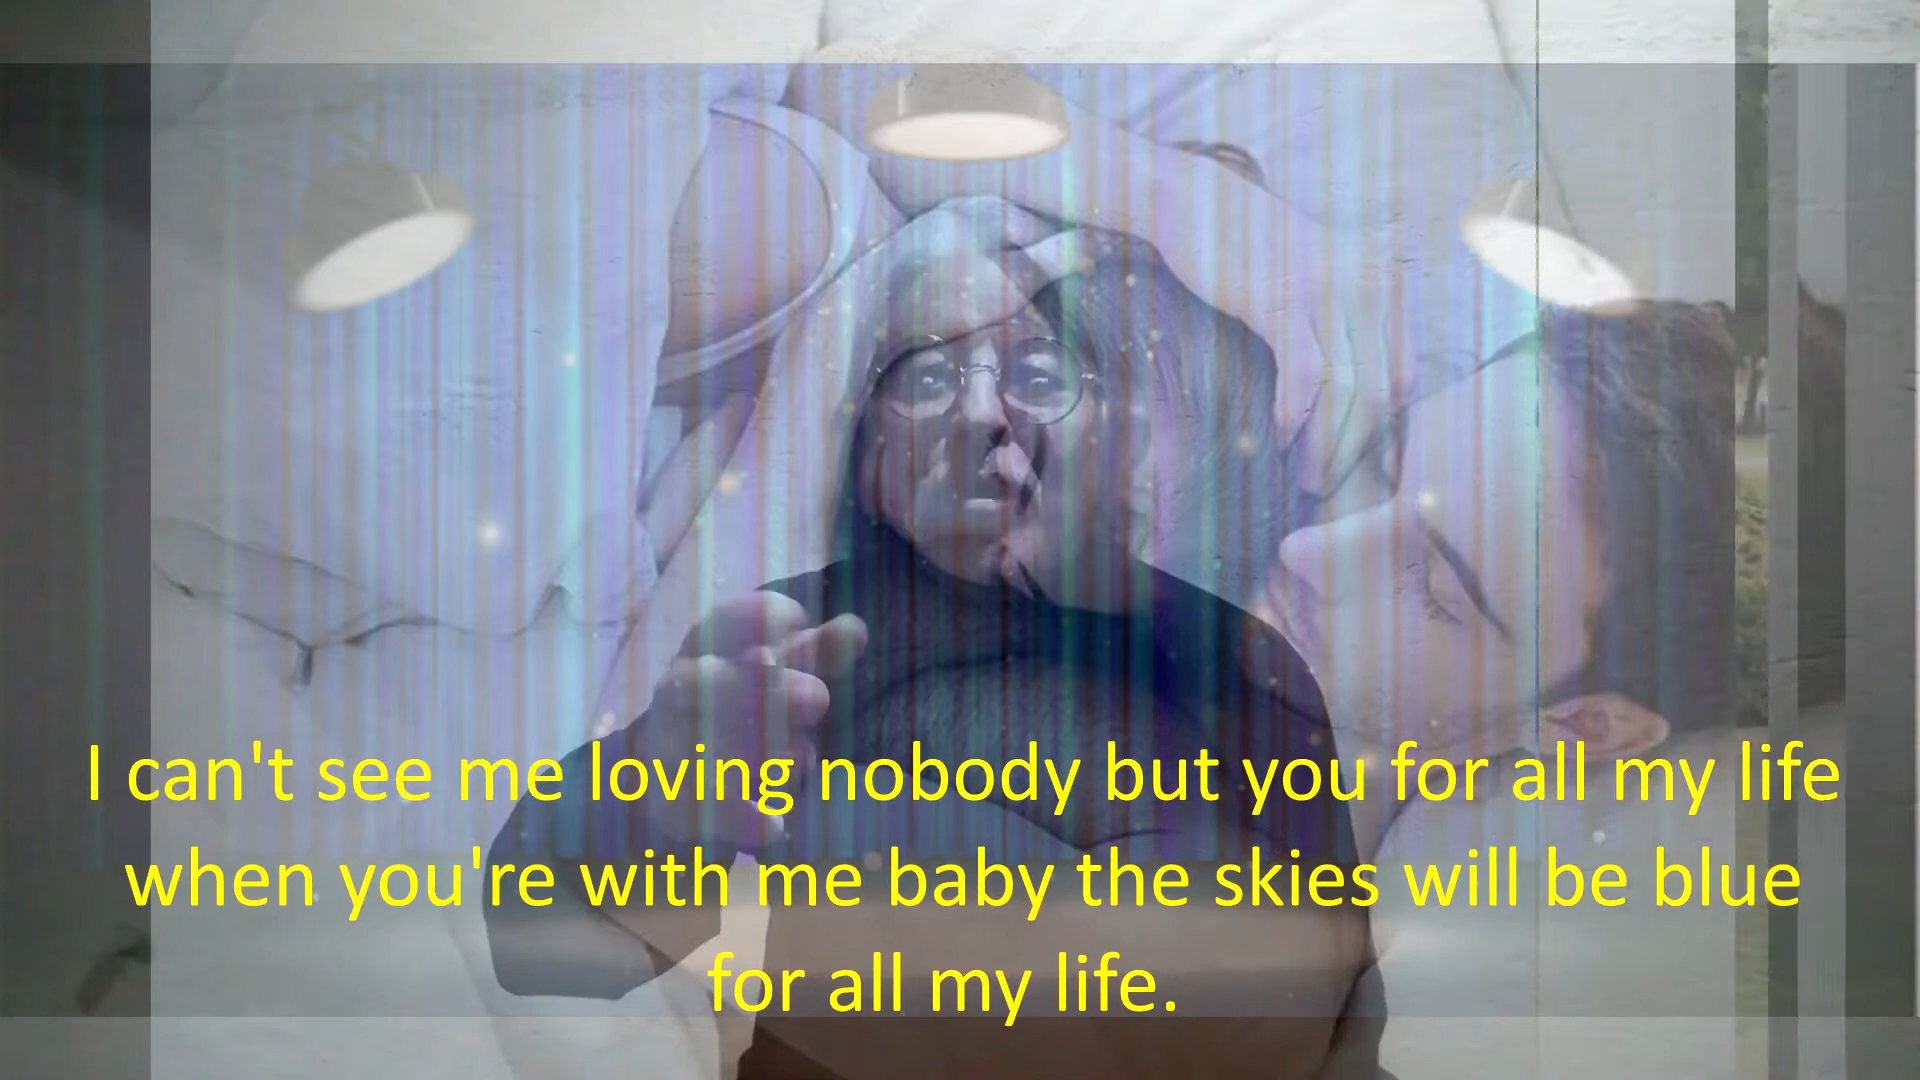 I can't see me loving nobody but you for all my life
when you're with me baby the skies will be blue
for all my life.